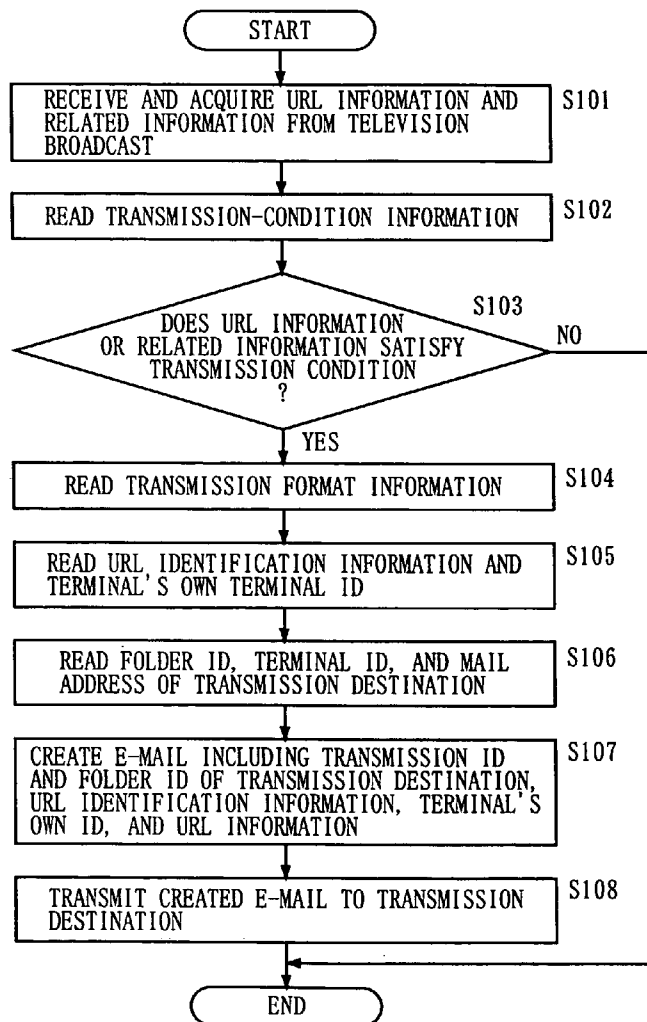 START
RECEIVE AND ACQUIRE URL INFORMATION AND
RELATED INFORMATION FROM TELEVISION
BROADCAST
S101
READ TRANSMISSION-CONDITION INFORMATION
S102
S103
DOES URL INFORMATION
OR RELATED INFORMATION SATISFY
TRANSMISSION CONDITION
?
NO
YES
READ TRANSMISSION FORMAT INFORMATION
S104
READ URL IDENTIFICATION INFORMATION AND
TERMINAL'S OWN TERMINAL ID
S105
READ FOLDER ID, TERMINAL ID, AND MAIL
ADDRESS OF TRANSMISSION DESTINATION
S106
CREATE E-MAIL INCLUDING TRANSMISSION ID
AND FOLDER ID OF TRANSMISSION DESTINATION,
URL IDENTIFICATION INFORMATION, TERMINAL'S
OWN ID, AND URL INFORMATION
S107
TRANSMIT CREATED E-MAIL TO TRANSMISSION
DESTINATION
S108
END